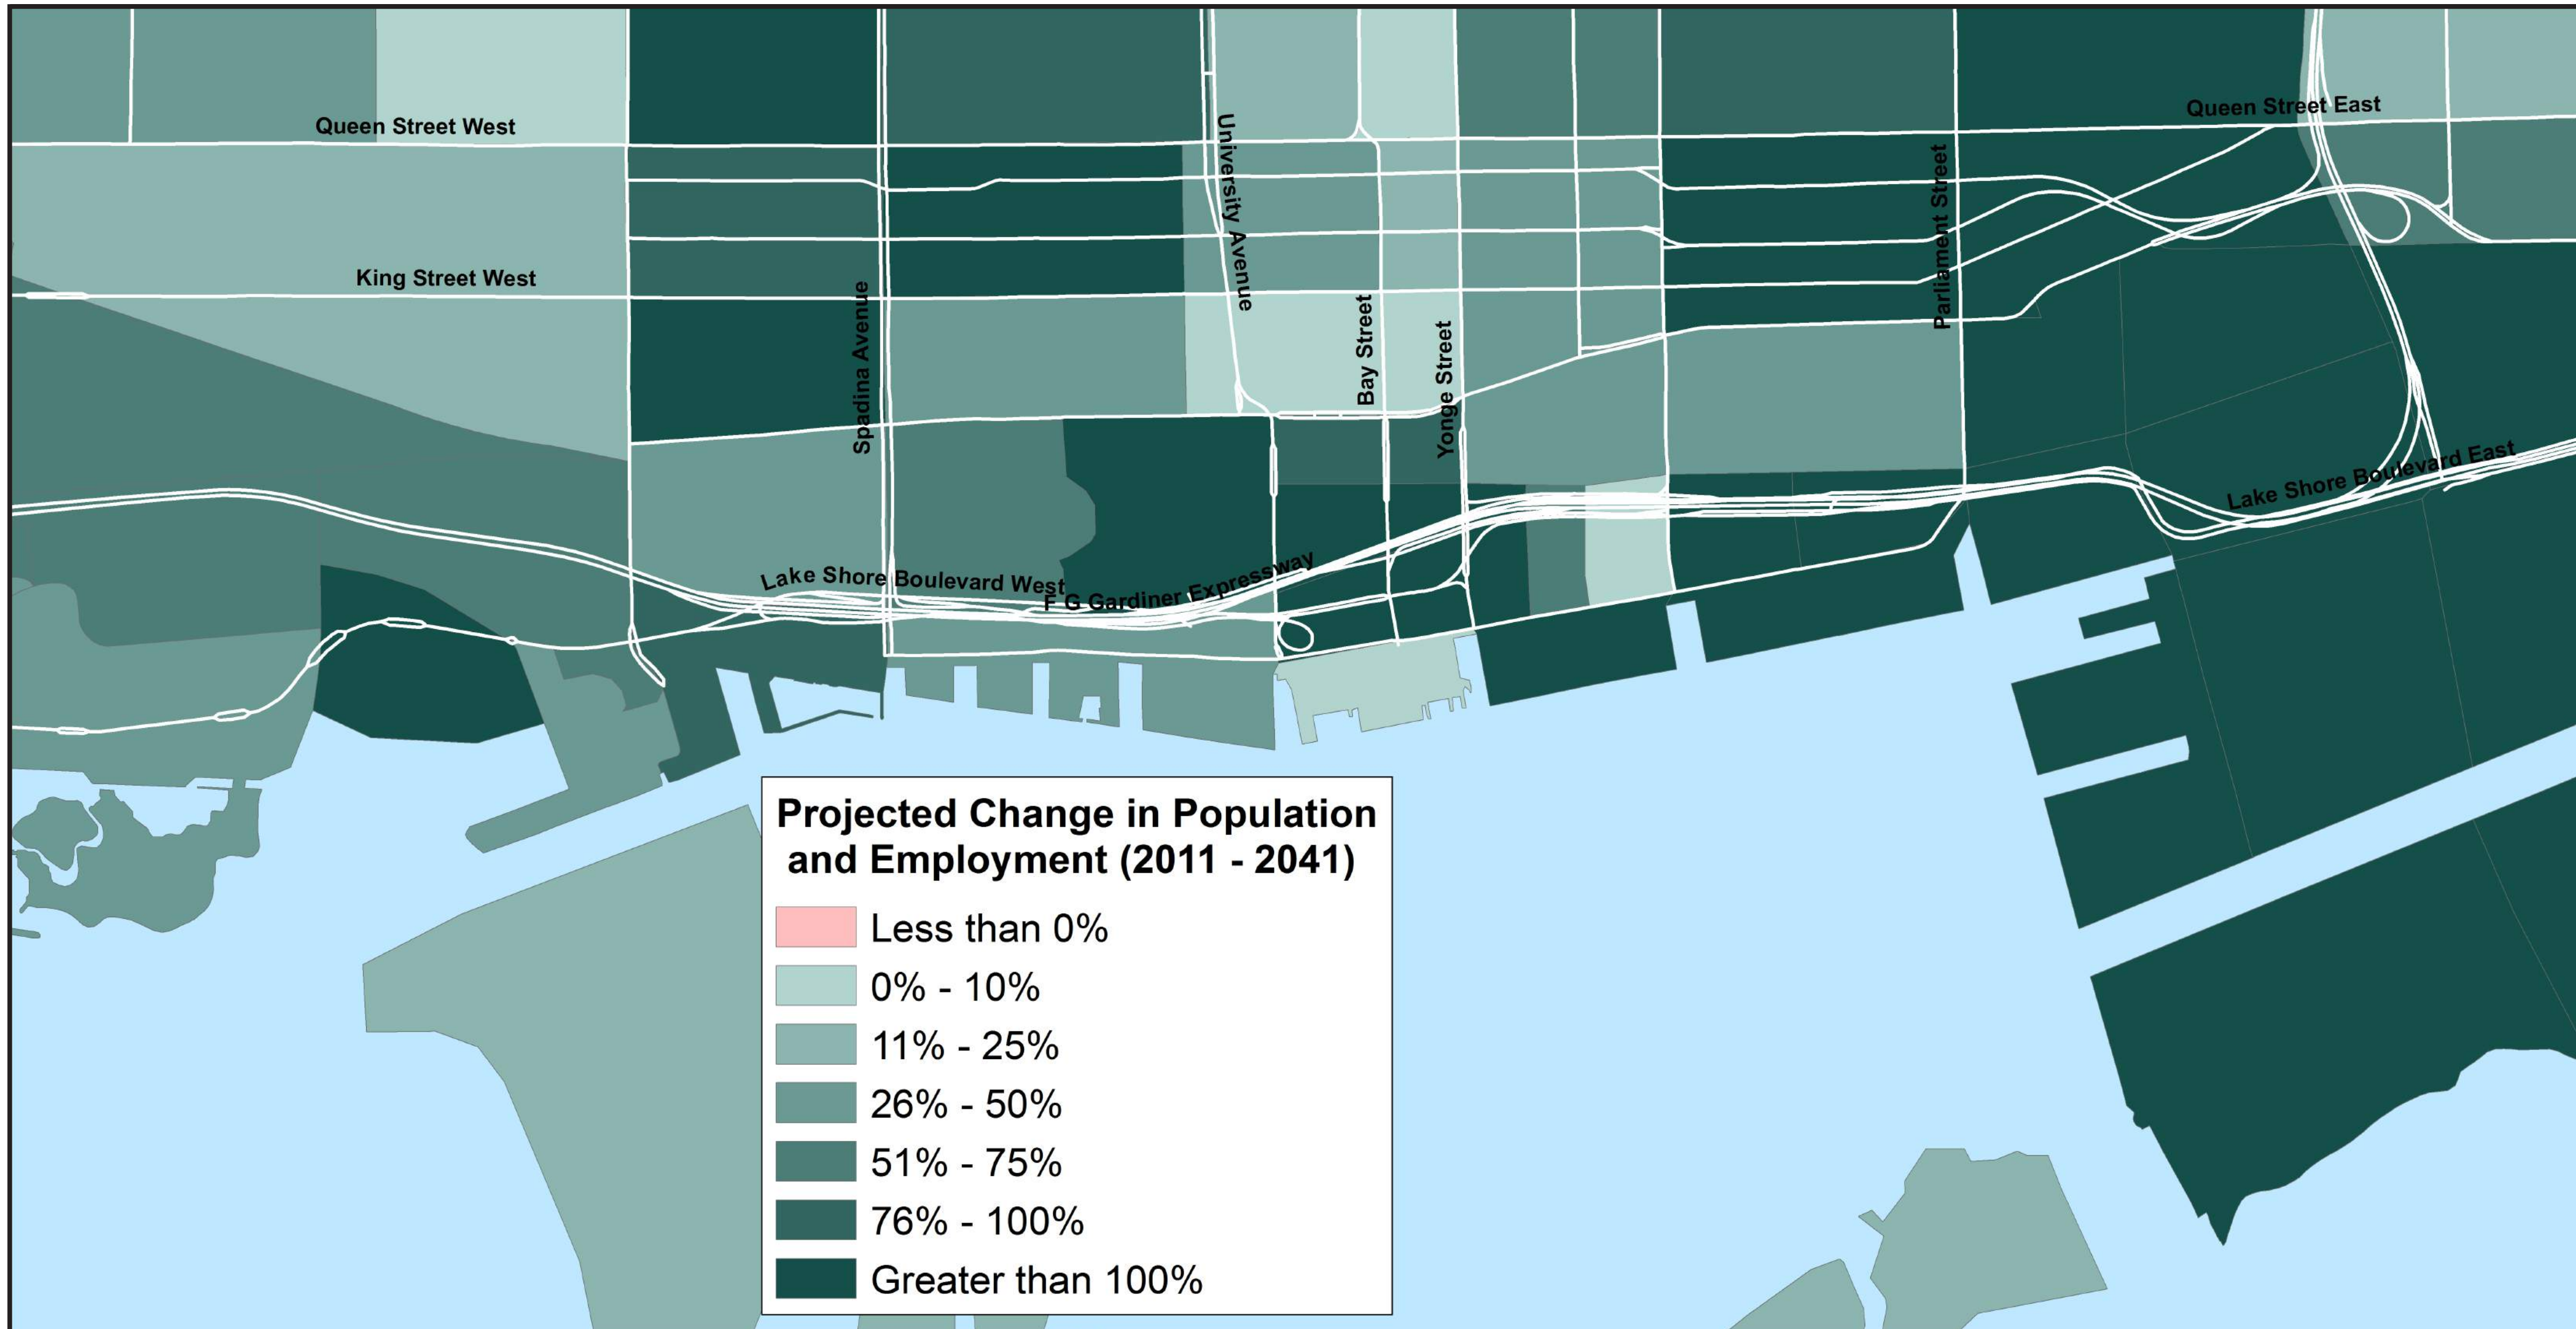 Queen Street West
Queen Street East
University Avenue
Parliament Street
King Street West
Spadina Avenue
Bay Street
Yonge Street
Lake Shore Boulevard East
Lake Shore Boulevard West
F G Gardiner Expressway
Projected Change in Population
and Employment (2011 - 2041)
Less than 0%
0% - 10%
11% - 25%
26% - 50%
51% - 75%
76% - 100%
Greater than 100%